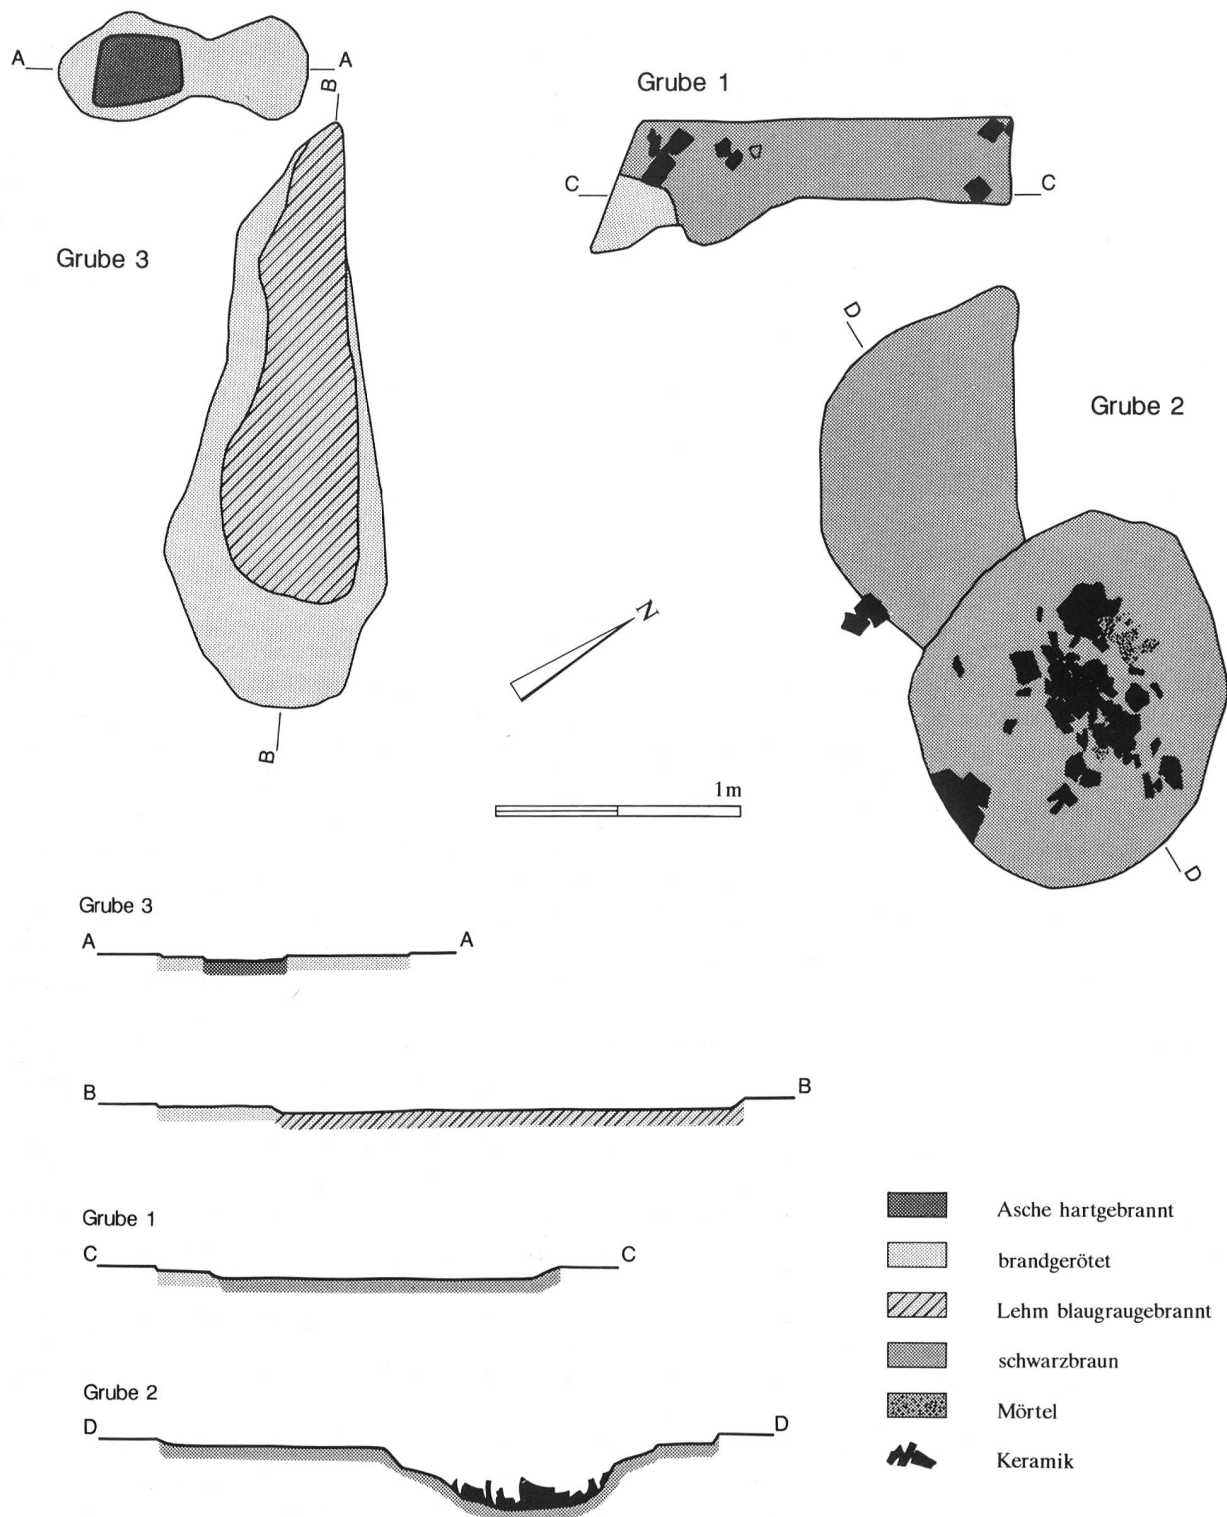 A
A
B
Grube 3
B
Grube 1
C
C
D
Grube 2
D
N
1m
Grube 3
A
A
B
B
Grube 1
C
C
Grube 2
D
D
Asche hartgebrannt
brandgerötet
Lehm blaugraugebrannt
schwarzbraun
Mörtel
Keramik